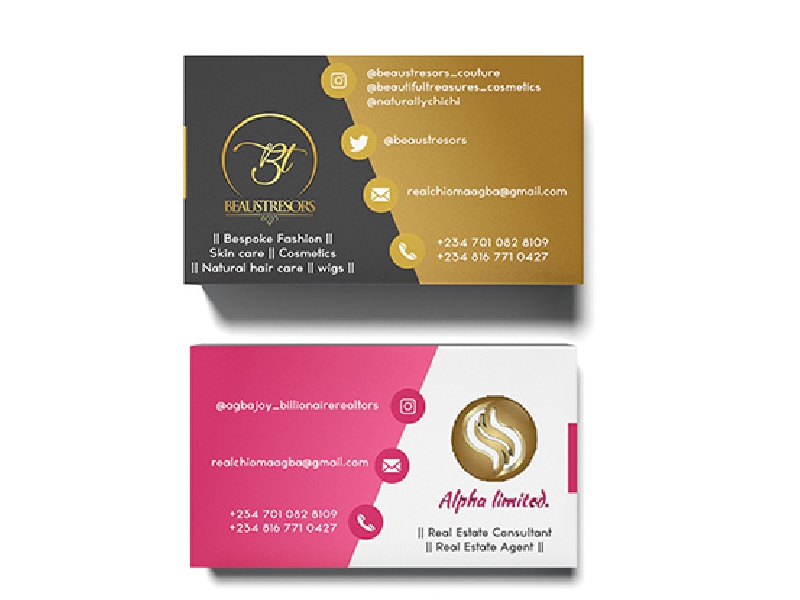 @beaustresors_couture
@beautifultreasures_cosmetics
@naturallychichi
@beaustresors
realchiomaagba@gmail.com
+234 701 082 8109
+234 816 771 0427
Bt
BEAUSTRESORS
|| Bespoke Fashion ||
Skin care || Cosmetics
|| Natural hair care || wigs ||
@agbajoy_billionairerealtors
realchiomaagba@gmail.com
+234 701 082 8109
+234 816 771 0427
Alpha limited.
|| Real Estate Consultant
|| Real Estate Agent ||